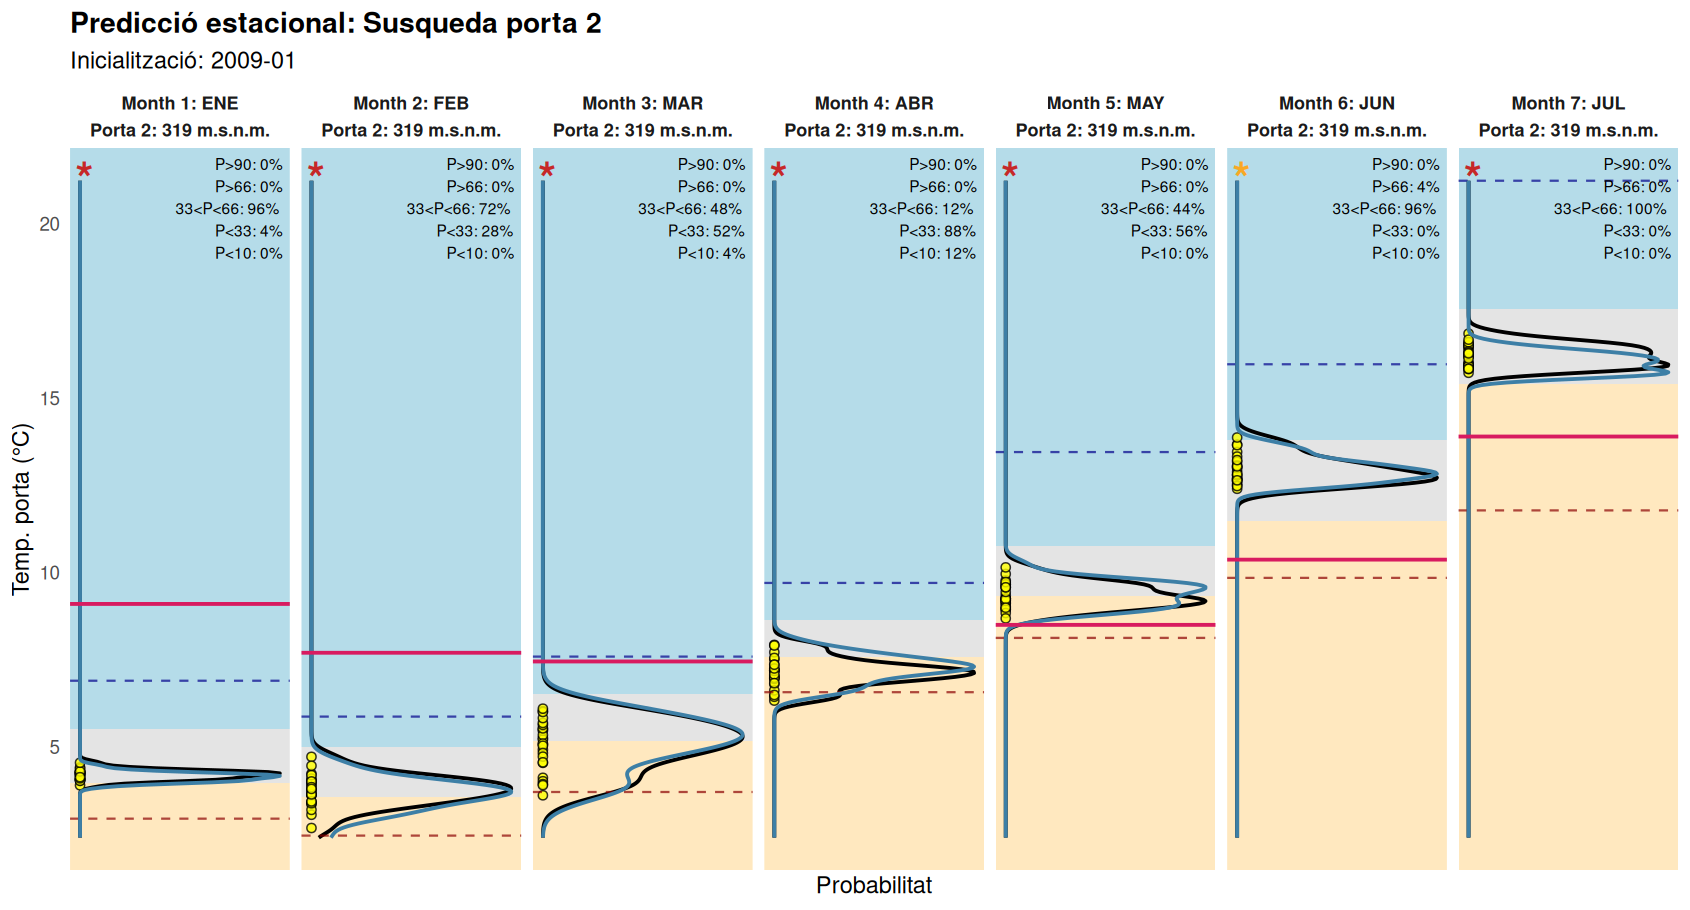 Predicció estacional: Susqueda porta 2
Inicialització: 2009-01
Month 1: ENE
Porta 2: 319 m.s.n.m.
Month 2: FEB
Porta 2: 319 m.s.n.m.
Month 3: MAR
Porta 2: 319 m.s.n.m.
Month 4: ABR
Porta 2: 319 m.s.n.m.
Month 5: MAY
Porta 2: 319 m.s.n.m.
Month 6: JUN
Porta 2: 319 m.s.n.m.
Month 7: JUL
Porta 2: 319 m.s.n.m.
*
P>90: 0%
P>66: 0%
33<P<66: 96%
P<33: 4%
P<10: 0%
*
P>90: 0%
P>66: 0%
33<P<66: 72%
P<33: 28%
P<10: 0%
*
P>90: 0%
P>66: 0%
33<P<66: 48%
P<33: 52%
P<10: 4%
*
P>90: 0%
P>66: 0%
33<P<66: 12%
P<33: 88%
P<10: 12%
*
P>90: 0%
P>66: 0%
33<P<66: 44%
P<33: 56%
P<10: 0%
*
P>90: 0%
P>66: 4%
33<P<66: 96%
P<33: 0%
P<10: 0%
*
P>90: 0%
P>66: 0%
33<P<66: 100%
P<33: 0%
P<10: 0%
20
15
10
5
Temp. porta (°C)
Probabilitat